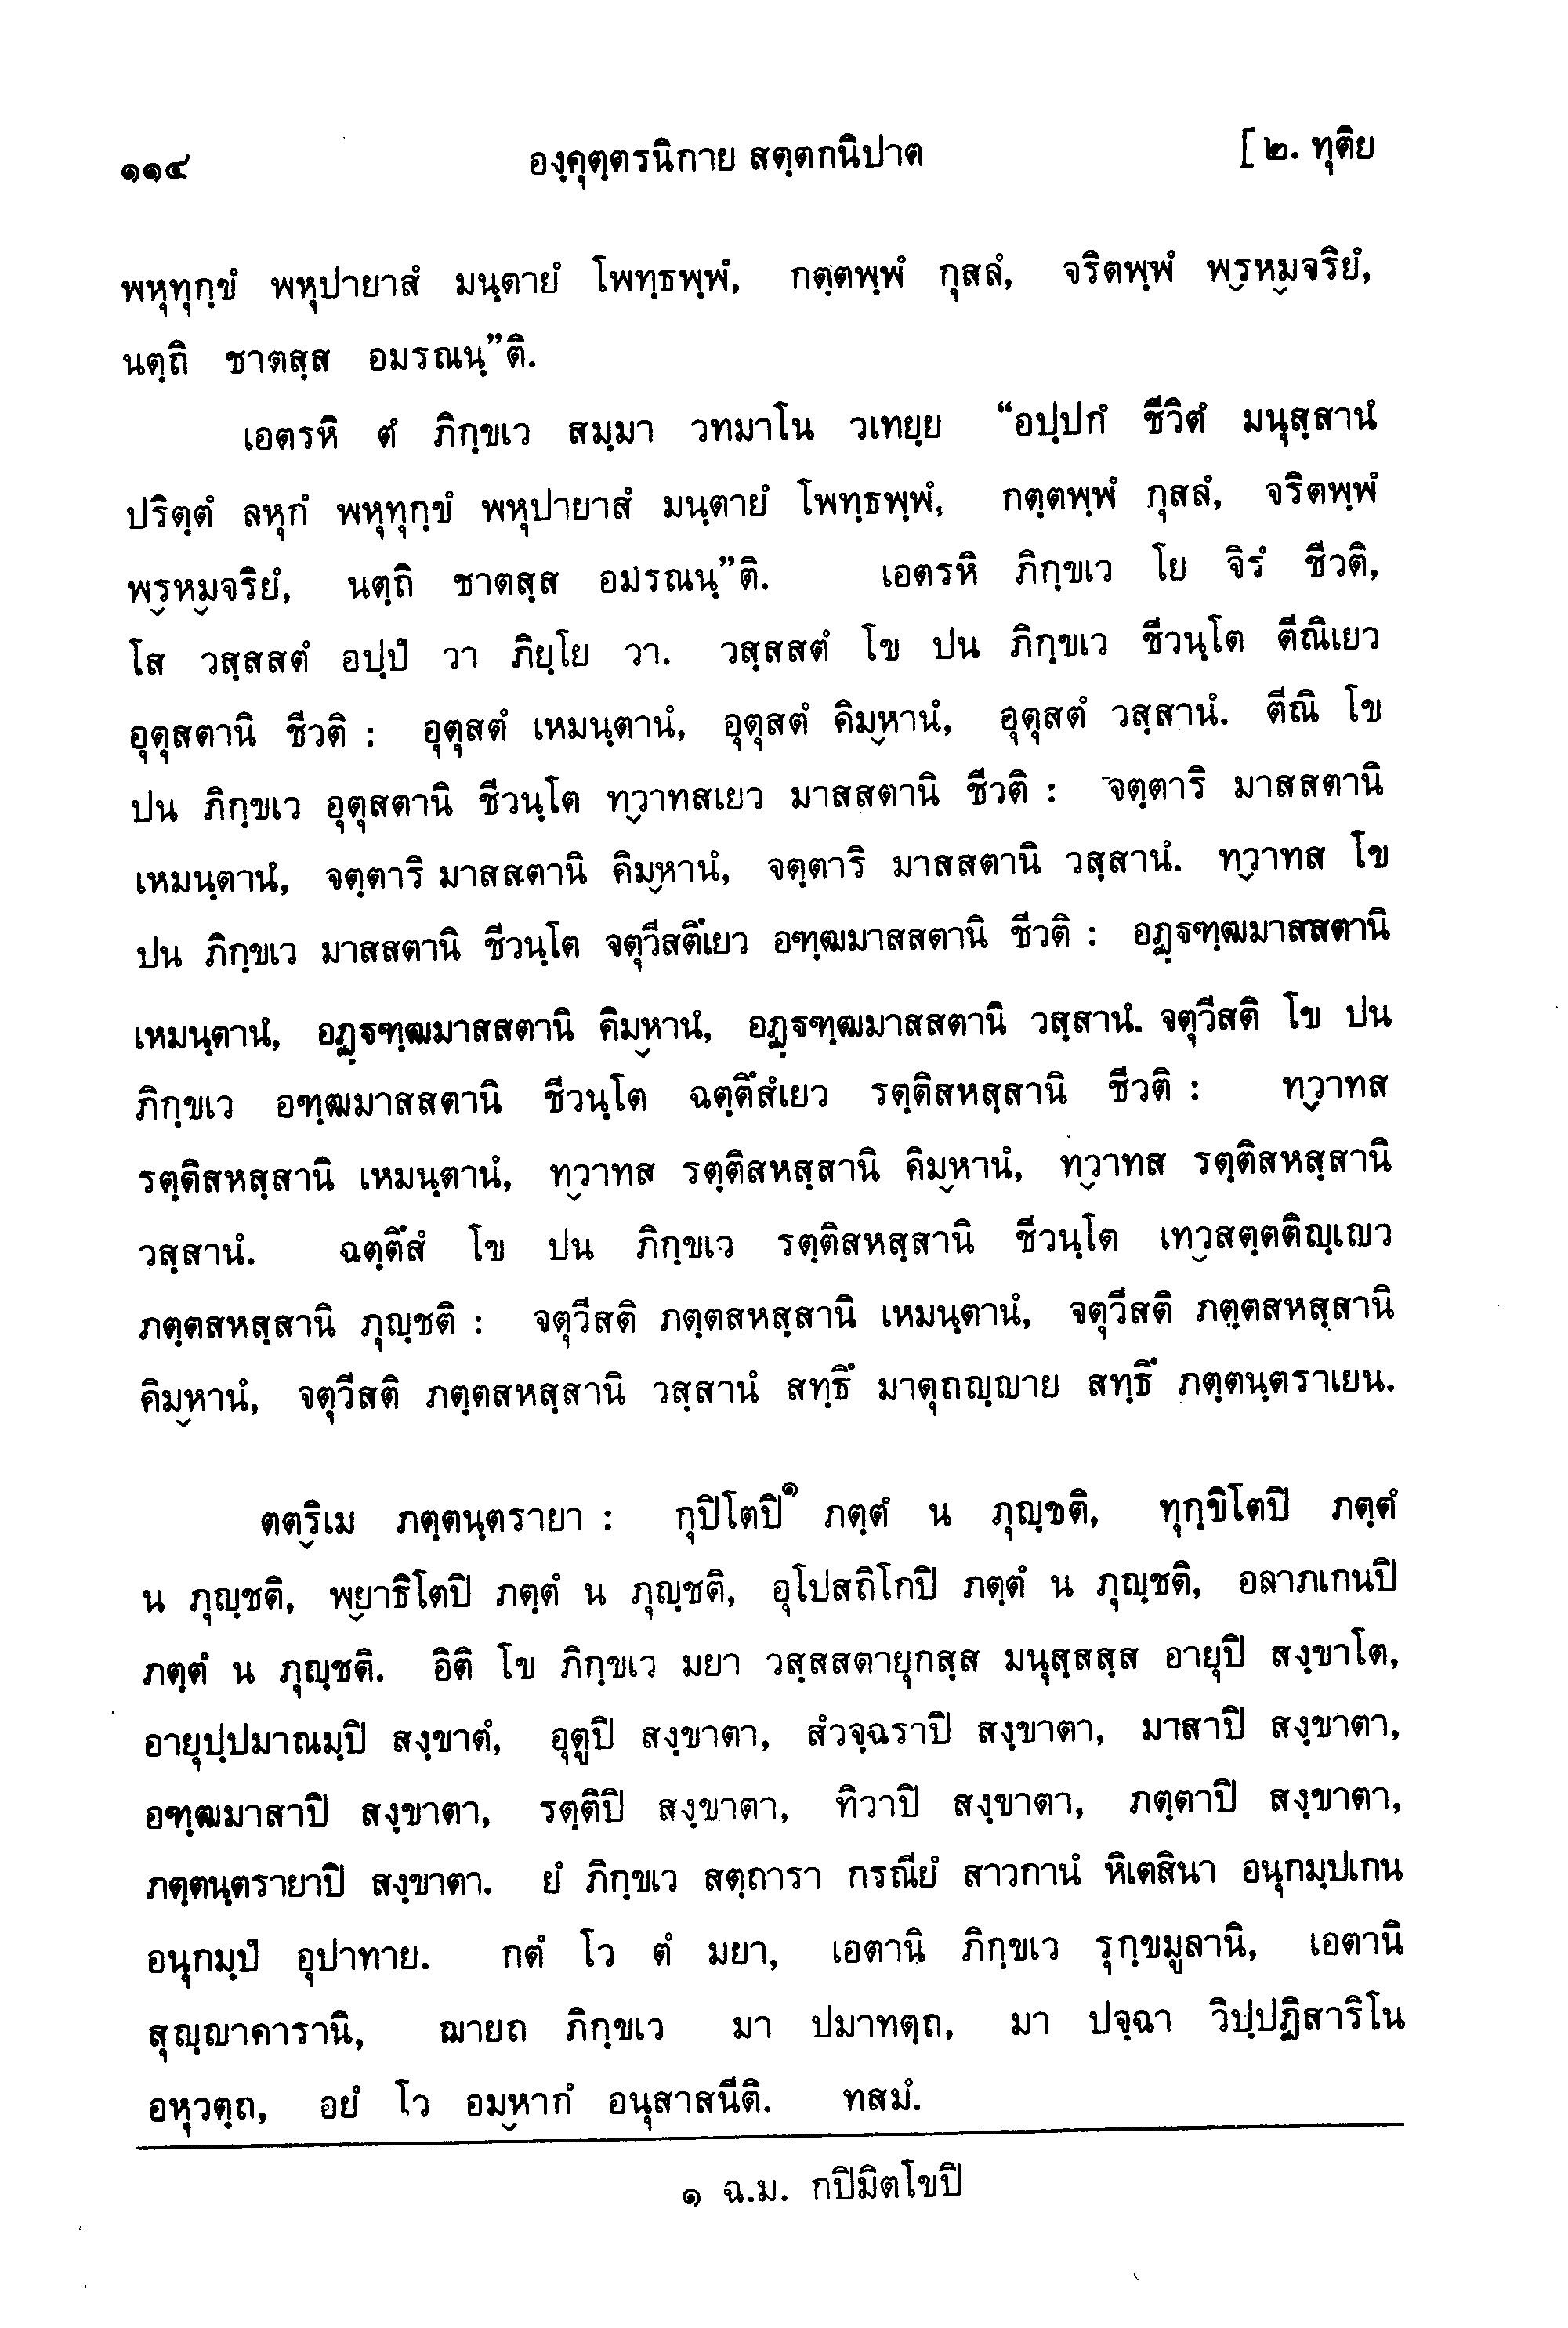 ๑๑๔ องฺคุตฺตรนิกาย สตฺตกนิปาต [ ๒. ทุติย
พหุทุกฺขํ พหุปายาสํ มนฺตายํ โพทฺธพฺพํ, กตฺตพฺพํ กุสลํ, จริตพฺพํ พฺรหฺมจริยํ,
นตฺถิ ชาตสฺส อมรณนฺ”ติ.
เอตรหิ ตํ ภิกฺขเว สมฺมา วทมาโน วเทยฺย “อปฺปกํ ชีวิตํ มนุสฺสานํ
ปริตฺตํ ลหุกํ พหุทุกฺขํ พหุปายาสํ มนฺตายํ โพทฺธพฺพํ, กตฺตพฺพํ กุสลํ, จริตพฺพํ
พฺรหฺมจริยํ, นตฺถิ ชาตสฺส อมรณนฺ”ติ. เอตรหิ ภิกฺขเว โย จิรํ ชีวติ,
โส วสฺสสตํ อปฺปํ วา ภิยฺโย วา. วสฺสสตํ โข ปน ภิกฺขเว ชีวนฺโต ตีณิเยว
อุตุสตานิ ชีวติ : อุตุสตํ เหมนฺตานํ, อุตุสตํ คิมฺหานํ, อุตุสตํ วสฺสานํ. ตีณิ โข
ปน ภิกฺขเว อุตุสตานิ ชีวนฺโต ทฺวาทสเยว มาสสตานิ ชีวติ : จตฺตาริ มาสสตานิ
เหมนฺตานํ, จตฺตาริ มาสสตานิ คิมฺหานํ, จตฺตาริ มาสสตานิ วสฺสานํ. ทฺวาทส โข
ปน ภิกฺขเว มาสสตานิ ชีวนฺโต จตุวีสตึเยว อฑฺฒมาสสตานิ ชีวติ : อฏฺฐฑฺฒมาสสตานิ
เหมนฺตานํ, อฏฺฐฑฺฒมาสสตานิ คิมฺหานํ, อฏฺฐฑฺฒมาสสตานิ วสฺสานํ. จตุวีสติ โข ปน
ภิกฺขเว อฑฺฒมาสสตานิ ชีวนฺโต ฉตฺตึสํเยว รตฺติสหสฺสานิ ชีวติ : ทฺวาทส
รตฺติสหสฺสานิ เหมนฺตานํ, ทฺวาทส รตฺติสหสฺสานิ คิมฺหานํ, ทฺวาทส รตฺติสหสฺสานิ
วสฺสานํ. ฉตฺตึสํ โข ปน ภิกฺขเว รตฺติสหสฺสานิ ชีวนฺโต เทฺวสตฺตติญฺเญว
ภตฺตสหสฺสานิ ภุญฺชติ : จตุวีสติ ภตฺตสหสฺสานิ เหมนฺตานํ, จตุวีสติ ภตฺตสหสฺสานิ
คิมฺหานํ, จตุวีสติ ภตฺตสหสฺสานิ วสฺสานํ สทฺธึ มาตุถญฺญาย สทฺธึ ภตฺตนฺตราเยน.
ตตฺริเม ภตฺตนฺตรายา : กุปิโตปิ๑ ภตฺตํ น ภุญฺชติ, ทุกฺขิโตปิ ภตฺตํ
น ภุญฺชติ, พฺยาธิโตปิ ภตฺตํ น ภุญฺชติ, อุโปสถิโกปิ ภตฺตํ น ภุญฺชติ, อลาภเกนปิ
ภตฺตํ น ภุญฺชติ. อิติ โข ภิกฺขเว มยา วสฺสสตายุกสฺส มนุสฺสสฺส อายุปิ สงฺขาโต,
อายุปฺปมาณมฺปิ สงฺขาตํ, อุตูปิ สงฺขาตา, สํวจฺฉราปิ สงฺขาตา, มาสาปิ สงฺขาตา,
อฑฺฒมาสาปิ สงฺขาตา, รตฺตีปิ สงฺขาตา, ทิวาปิ สงฺขาตา, ภตฺตาปิ สงฺขาตา,
ภตฺตนฺตรายาปิ สงฺขาตา. ยํ ภิกฺขเว สตฺถารา กรณียํ สาวกานํ หิเตสินา อนุกมฺปเกน
อนุกมฺปํ อุปาทาย. กตํ โว ตํ มยา, เอตานิ ภิกฺขเว รุกฺขมูลานิ, เอตานิ
สุญฺญาคารานิ, ฌายถ ภิกฺขเว มา ปมาทตฺถ, มา ปจฺฉา วิปฺปฏิสาริโน
อหุวตฺถ, อยํ โว อมฺหากํ อนุสาสนีติ. ทสมํ.
๑ ฉ.ม. กปิมิตโขปิ